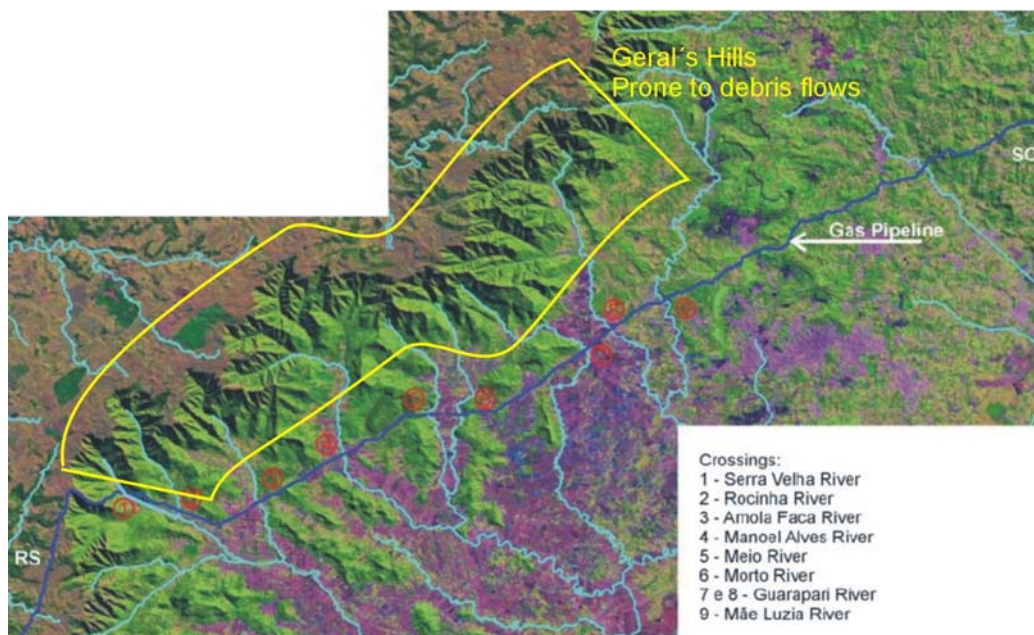 Geral´s Hills
Prone to debris flows
SC
Gas Pipeline
RS
1
Crossings:
1 - Serra Velha River
2 - Rocinha River
3 - Amola Faca River
4 - Manoel Alves River
5 - Meio River
6 - Morto River
7 e 8 - Guarapari River
9 - Mãe Luzia River